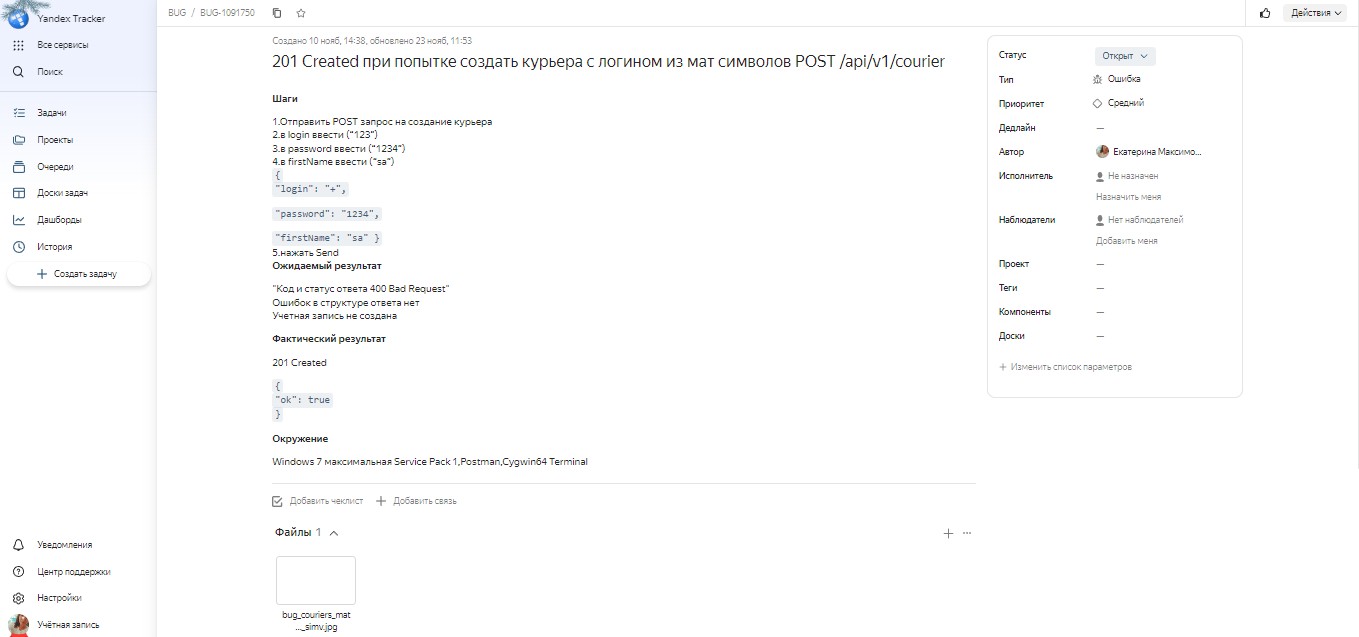 Yandex Tracker
Все сервисы
Поиск
Задачи
Проекты
Очереди
Доски задач
Дашборды
История
Создать задачу
Уведомления
Центр поддержки
Настройки
Учётная запись
BUG / BUG-1091750
Действия
Создано 10 нояб, 14:38, обновлено 23 нояб, 11:53
201 Created при попытке создать курьера с логином из мат символов POST /api/v1/courier
Шаги
1.Отправить POST запрос на создание курьера
2.в login ввести ("123")
3.в password ввести ("1234")
4.в firstName ввести ("sa")
{
"login": "+",
"password": "1234",
"firstName": "sa" }
5.нажать Send
Ожидаемый результат
"Код и статус ответа 400 Bad Request"
Ошибок в структуре ответа нет
Учетная запись не создана
Фактический результат
201 Created
{
"ok": true
}
Окружение
Windows 7 максимальная Service Pack 1,Postman,Cygwin64 Terminal
Добавить чеклист
Добавить связь
Файлы 1
bug_couriers_mat
..._simv.jpg
Статус Открыт
Тип Ошибка
Приоритет Средний
Дедлайн —
Автор Екатерина Максимо...
Исполнитель Не назначен
Назначить меня
Наблюдатели Нет наблюдателей
Добавить меня
Проект —
Теги —
Компоненты —
Доски —
Изменить список параметров